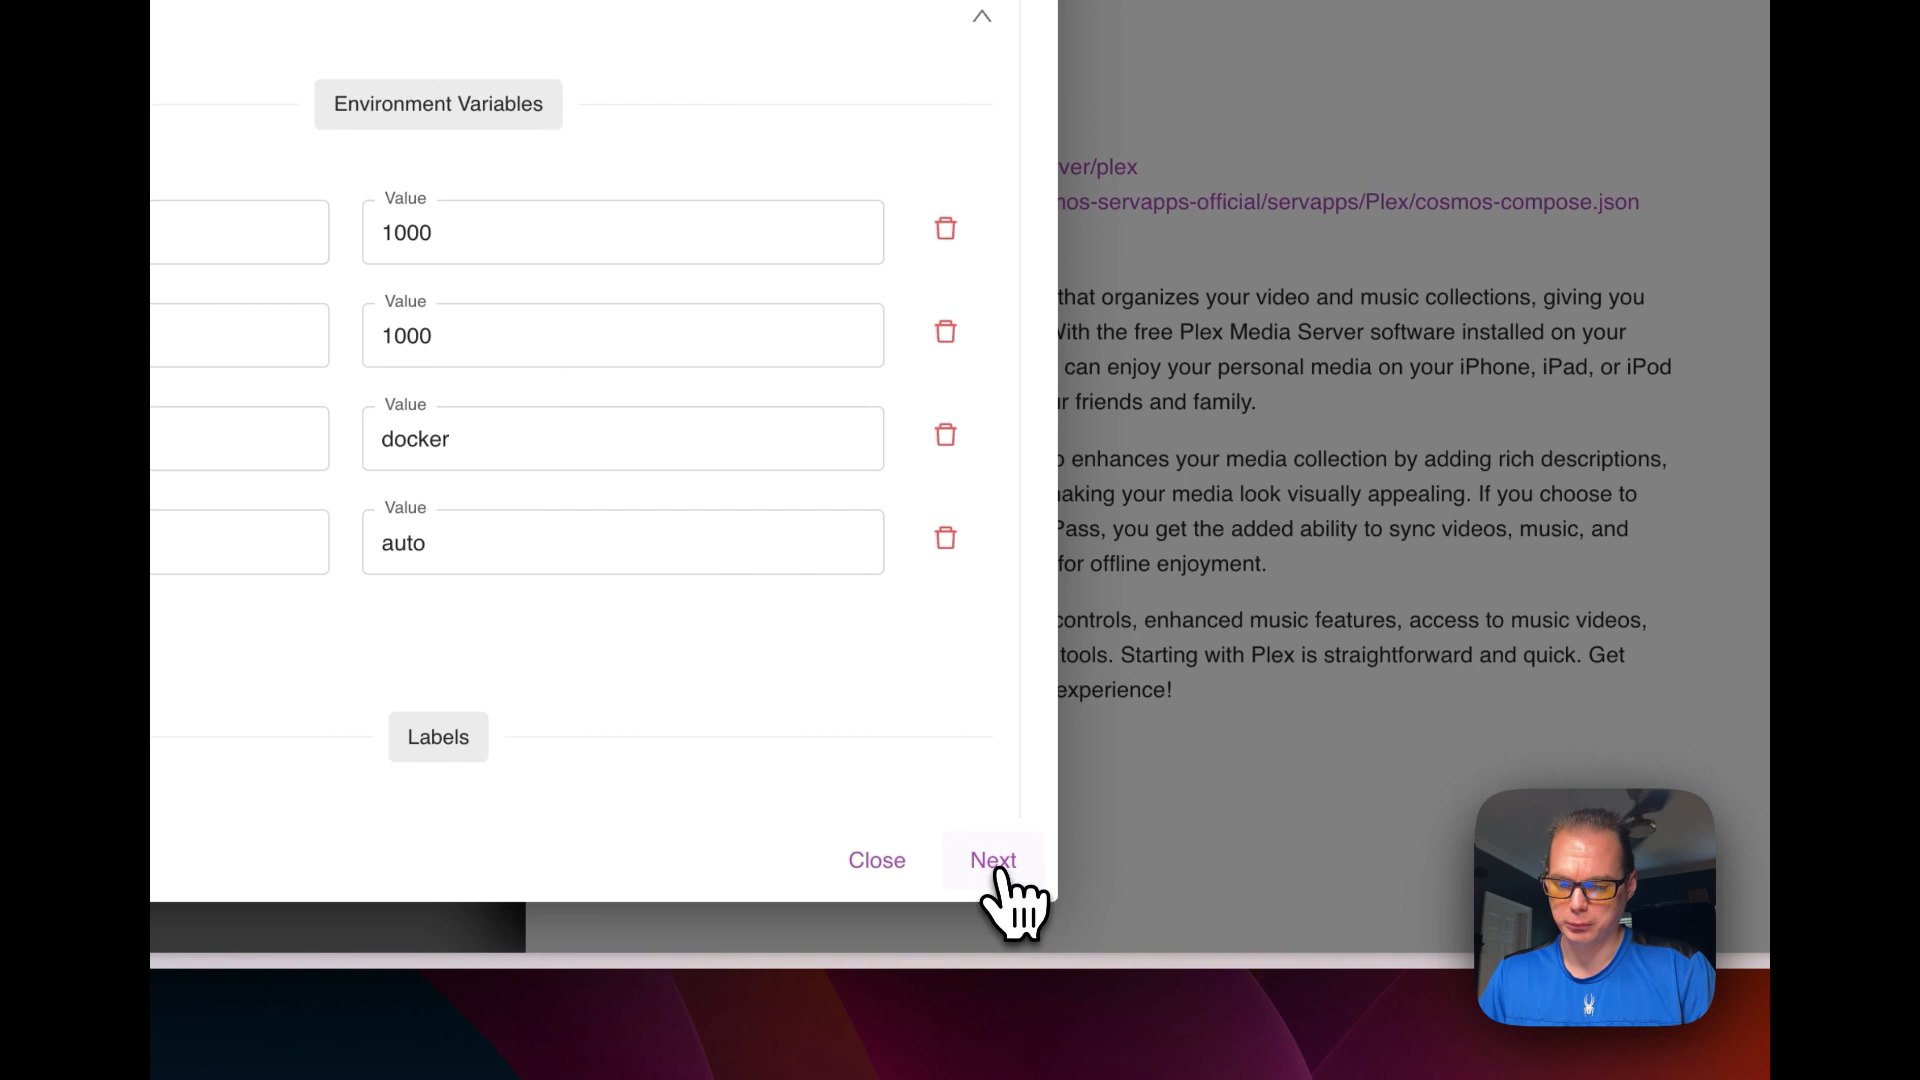 Environment Variables
Value
1000
Value
1000
Value
docker
Value
auto
Labels
Close
Next
ver/plex
mos-servapps-official/servapps/Plex/cosmos-compose.json
that organizes your video and music collections, giving you
With the free Plex Media Server software installed on your
can enjoy your personal media on your iPhone, iPad, or iPod
r friends and family.
enhances your media collection by adding rich descriptions,
making your media look visually appealing. If you choose to
Pass, you get the added ability to sync videos, music, and
for offline enjoyment.
controls, enhanced music features, access to music videos,
tools. Starting with Plex is straightforward and quick. Get
experience!